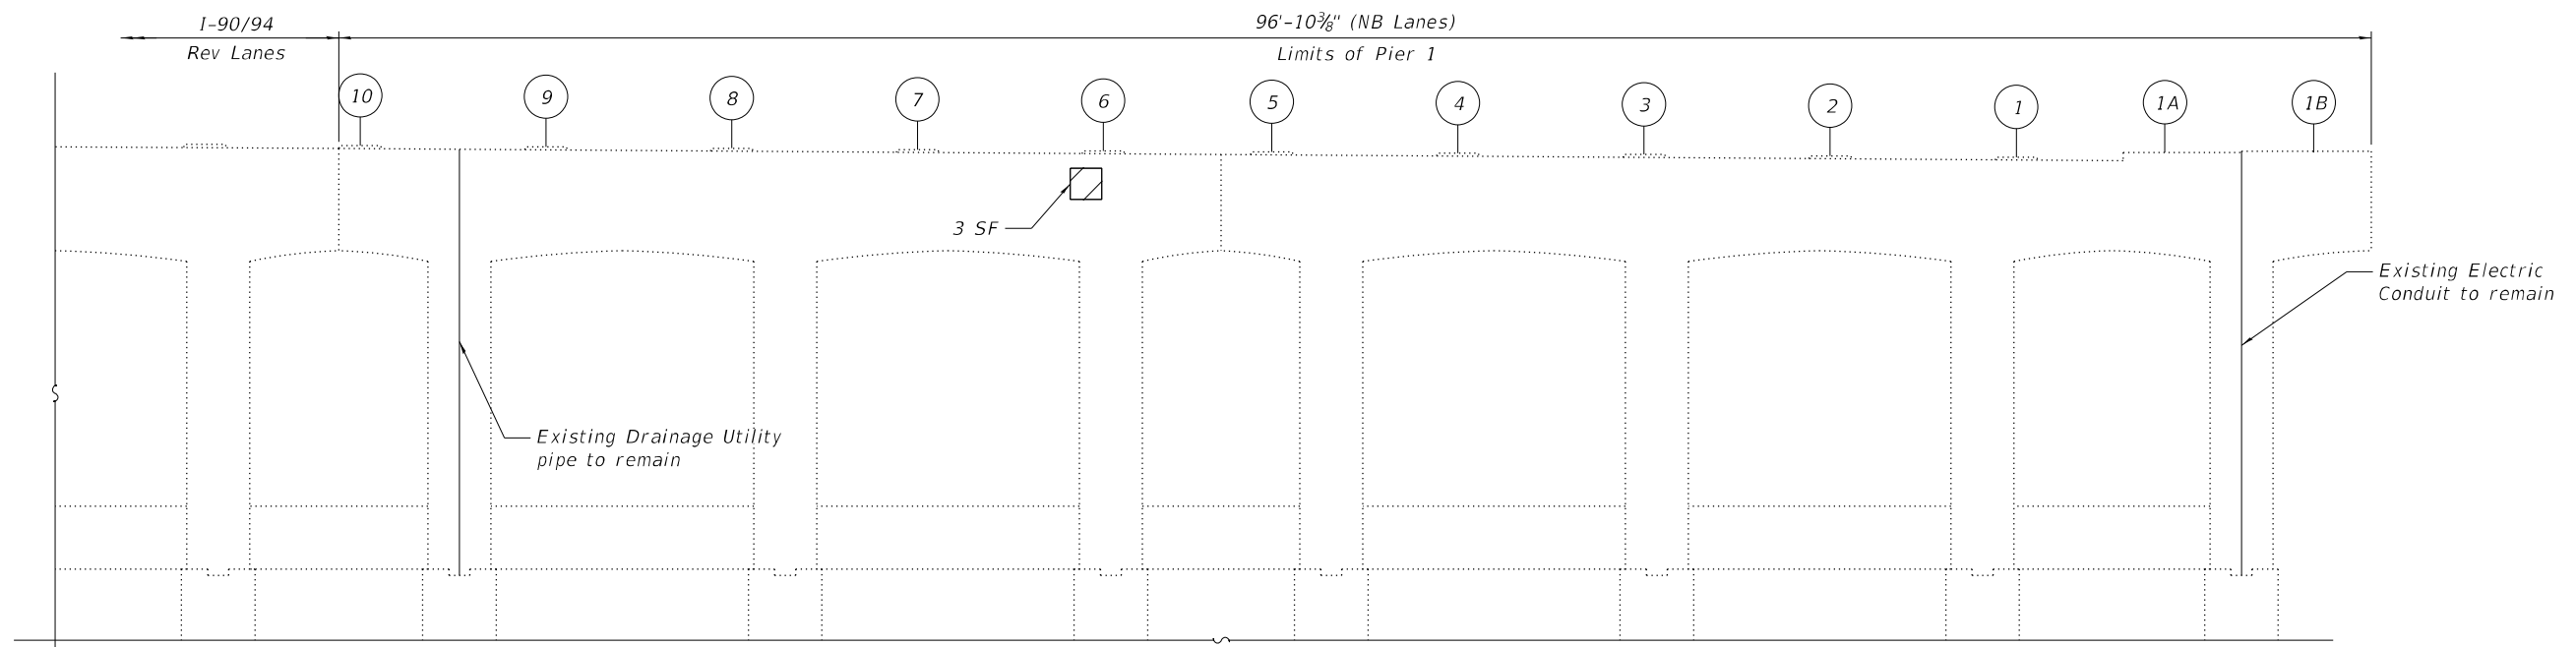 I-90/94
Rev Lanes
96'-10⅜" (NB Lanes)
Limits of Pier 1
10
9
8
7
6
5
4
3
2
1
1A
1B
3 SF
Existing Electric
Conduit to remain
Existing Drainage Utility
pipe to remain